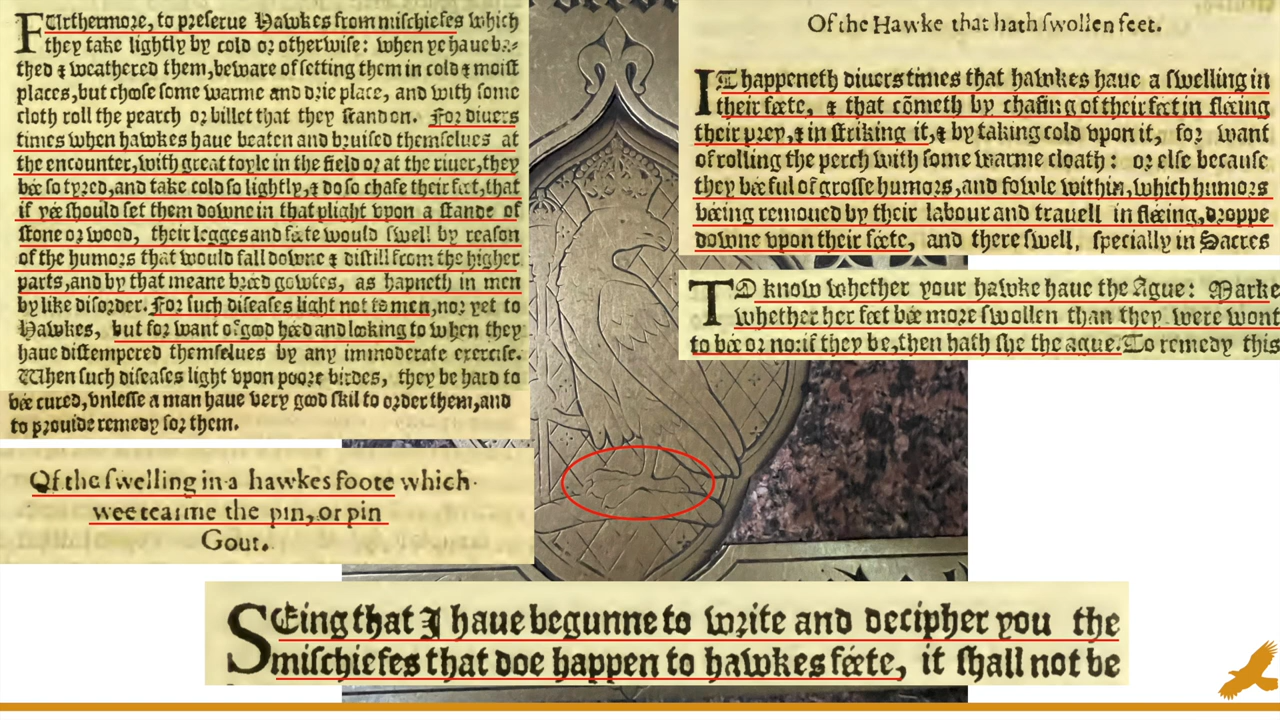 FUrthermore, to preserue Hawkes from mischiefes which
they take lightly by cold or otherwise: when ye haue ba-
thed & weathered them, beware of setting them in cold & moist
places, but choose some warme and drie place, and with some
cloth roll the pearch or billet that they stand on. For diuers
times when hawkes haue beaten and bruised themselues at
the encounter, with great toyle in the field or at the riuer, they
bée so tyred, and take cold so lightly, & do so chafe their féet, that
if yée should set them downe in that plight vpon a stande of
stone or wood, their legges and féete would swell by reason
of the humors that would fall downe & distill from the higher
parts, and by that meane bréed gowtes, as hapneth in men
by like disorder. For such diseases light not to men, nor yet to
Hawkes, but for want of good héed and looking to when they
haue distempered themselues by any immoderate exercise.
When such diseases light vpon poore birdes, they be hard to
bée cured, vnlesse a man haue very good skil to order them, and
to prouide remedy for them.
Of the swelling in a hawkes foote which
wee tearme the pin, or pin
Gout.
Of the Hawke that hath swollen feet.
IT happeneth diuers times that hawkes haue a swelling in
their féete, & that cõmeth by chafing of their féet in fléeing
their prey, & in striking it, & by taking cold vpon it, for want
of rolling the perch with some warme cloath: or else because
they bée ful of grosse humors, and fowle within, which humors
béeing remoued by their labour and trauell in fléeing, droppe
downe vpon their féete, and there swell, specially in Sacres
TO know whether your hawke haue the Ague: Marke
whether her féet bée more swollen than they were wont
to bée or no: if they be, then hath she the ague. To remedy this
SEing that I haue begunne to write and decipher you the
mischiefes that doe happen to hawkes féete, it shall not be